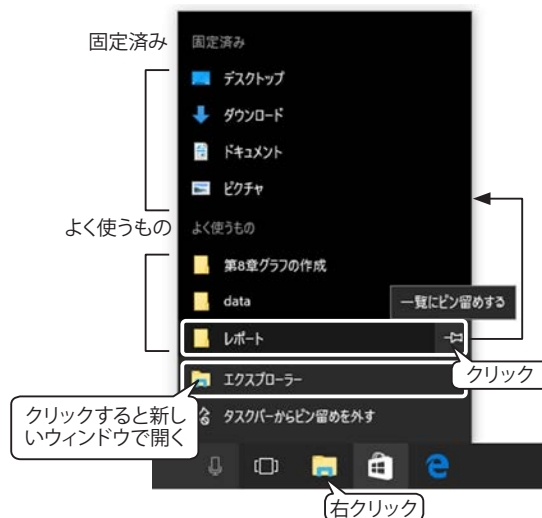 固定済み
固定済み
デスクトップ
ダウンロード
ドキュメント
ピクチャ
よく使うもの
よく使うもの
第8章グラフの作成
data
一覧にピン留めする
レポート
クリック
エクスプローラー
クリックすると新し
いウィンドウで開く
タスクバーからピン留めを外す
右クリック